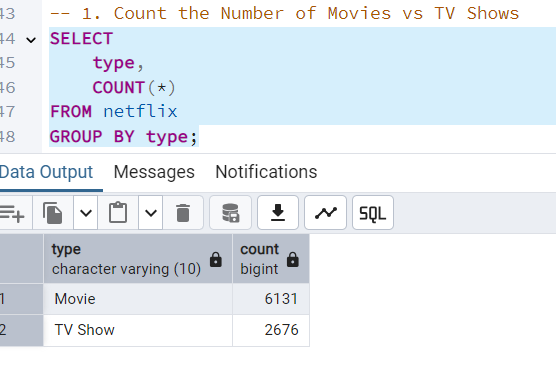 43 -- 1. Count the Number of Movies vs TV Shows
44 SELECT
45 type,
46 COUNT(*)
47 FROM netflix
48 GROUP BY type;
Data Output Messages Notifications
SQL
type count
character varying (10) bigint
1 Movie 6131
2 TV Show 2676